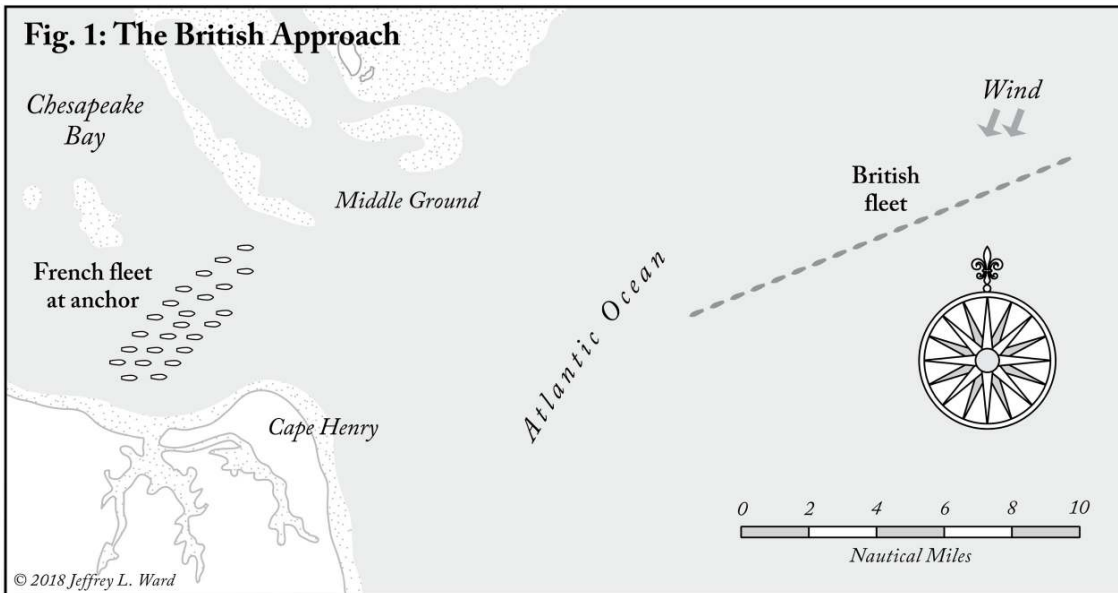 Fig. 1: The British Approach
Chesapeake
Bay
Wind
British
fleet
Middle Ground
French fleet
at anchor
Atlantic Ocean
Cape Henry
0 2 4 6 8 10
Nautical Miles
© 2018 Jeffrey L. Ward